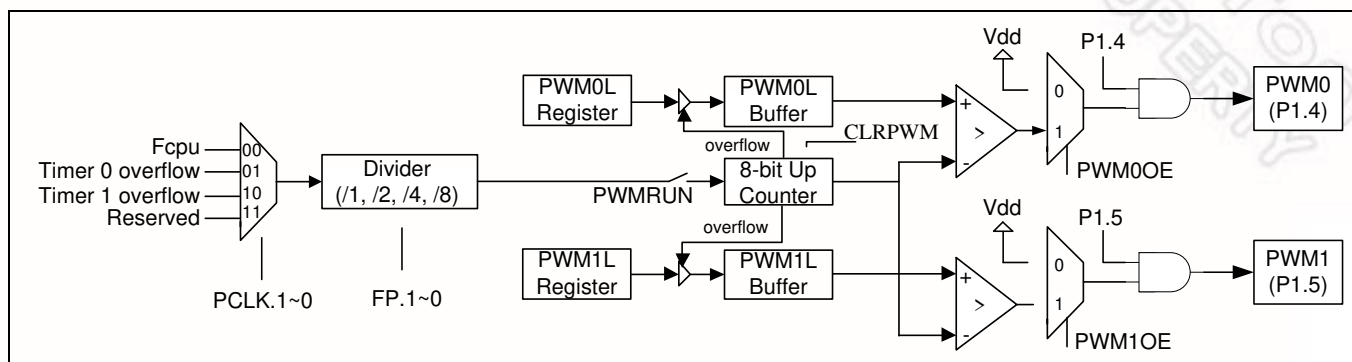 Fcpu
Timer 0 overflow
Timer 1 overflow
Reserved
00
01
10
11
PCLK.1~0
Divider
(/1, /2, /4, /8)
FP.1~0
PWMRUN
PWM0L
Register
PWM0L
Buffer
overflow
CLRPWM
8-bit Up
Counter
overflow
PWM1L
Register
PWM1L
Buffer
+
>
-
Vdd
0
1
PWM0OE
P1.4
PWM0
(P1.4)
+
>
-
Vdd
0
1
PWM1OE
P1.5
PWM1
(P1.5)